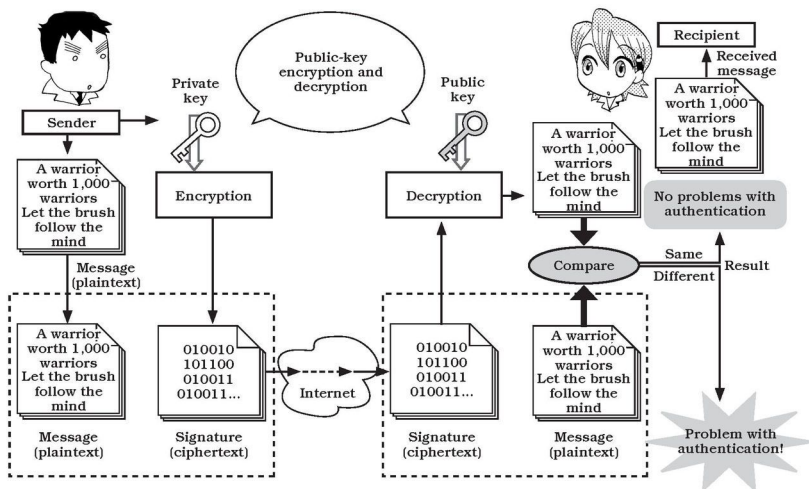 Public-key
encryption and
decryption
Sender
Private
key
Encryption
A warrior
worth 1,000
warriors
Let the brush
follow the
mind
Message
(plaintext)
A warrior
worth 1,000
warriors
Let the brush
follow the
mind
Message
(plaintext)
010010
101100
010011
010011...
Signature
(ciphertext)
Internet
010010
101100
010011
010011...
Signature
(ciphertext)
Public
key
Decryption
A warrior
worth 1,000
warriors
Let the brush
follow the
mind
Recipient
Received
message
A warrior
worth 1,000
warriors
Let the brush
follow the
mind
Compare
Same
Different
Result
No problems with
authentication
A warrior
worth 1,000
warriors
Let the brush
follow the
mind
Message
(plaintext)
Problem with
authentication!